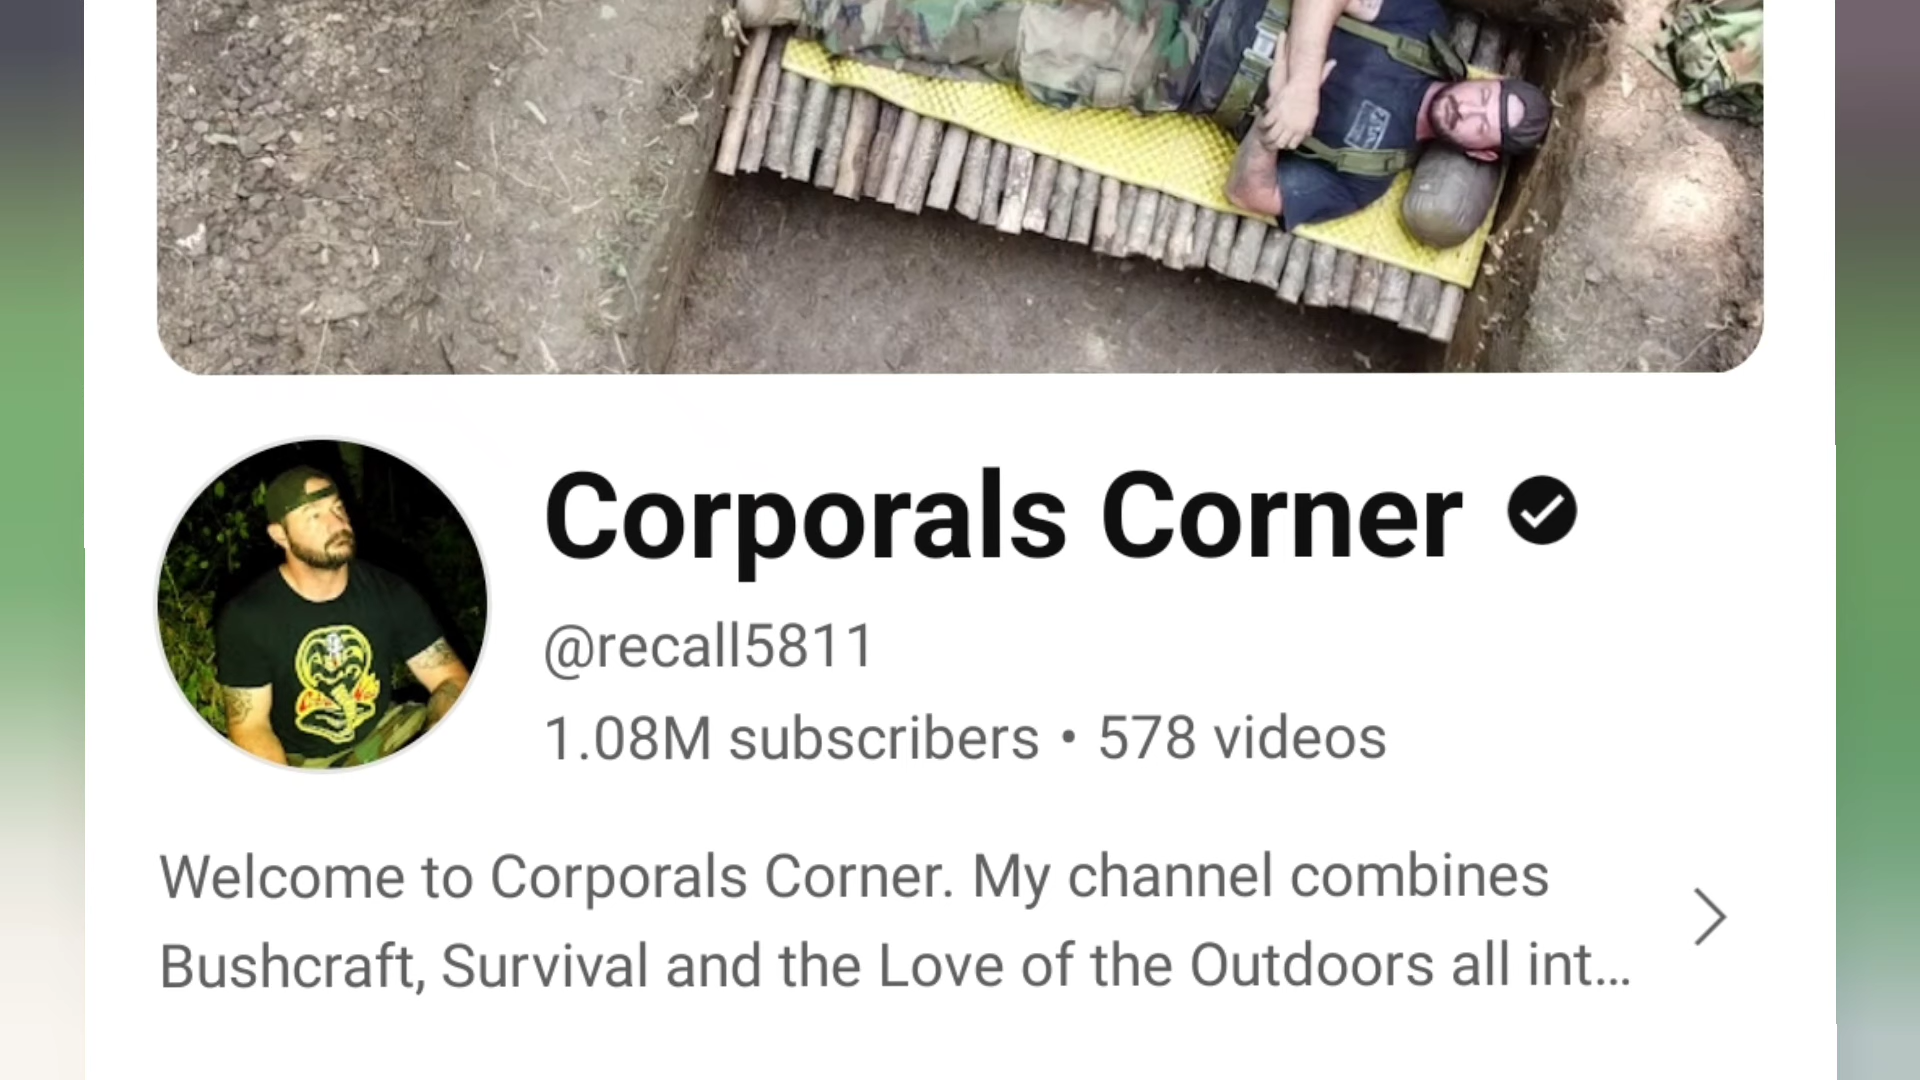 Corporals Corner
@recall5811
1.08M subscribers • 578 videos
Welcome to Corporals Corner. My channel combines
Bushcraft, Survival and the Love of the Outdoors all int...